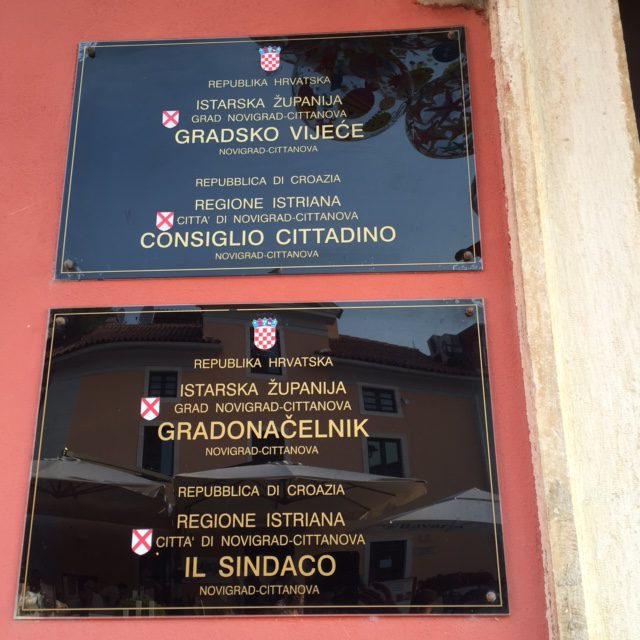 REPUBLIKA HRVATSKA
ISTARSKA ŽUPANIJA
GRAD NOVIGRAD-CITTANOVA
GRADSKO VIJEĆE
NOVIGRAD-CITTANOVA
REPUBBLICA DI CROAZIA
REGIONE ISTRIANA
CITTA' DI NOVIGRAD-CITTANOVA
CONSIGLIO CITTADINO
NOVIGRAD-CITTANOVA
REPUBLIKA HRVATSKA
ISTARSKA ŽUPANIJA
GRAD NOVIGRAD-CITTANOVA
GRADONAČELNIK
NOVIGRAD-CITTANOVA
REPUBBLICA DI CROAZIA
REGIONE ISTRIANA
CITTA' DI NOVIGRAD-CITTANOVA
IL SINDACO
NOVIGRAD-CITTANOVA